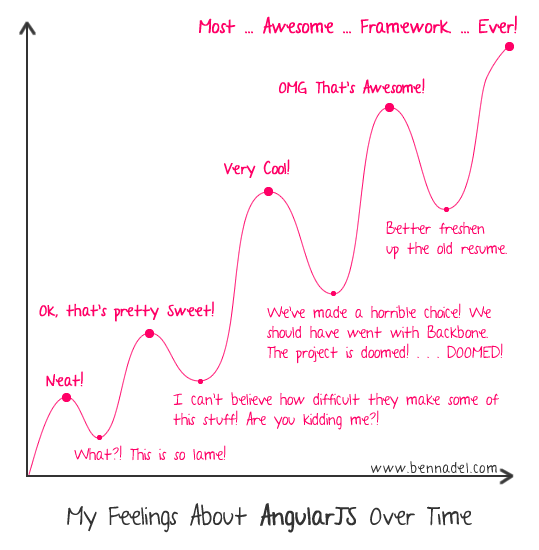 Most ... Awesome ... Framework ... Ever!
OMG That's Awesome!
Very Cool!
Better freshen
up the old resume.
Ok, that's pretty Sweet!
We've made a horrible choice! We
should have went with Backbone.
The project is doomed! . . . DOOMED!
Neat!
I can't believe how difficult they make some of
this stuff! Are you kidding me?!
What?! This is so lame!
www.bennadel.com
My Feelings About AngularJS Over Time